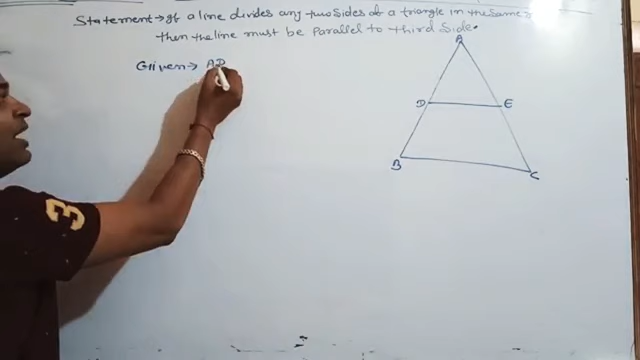 Statement → If a line divides any two sides of a triangle in the same
then the line must be parallel to third side.
Given → AD
A
D E
B C
3